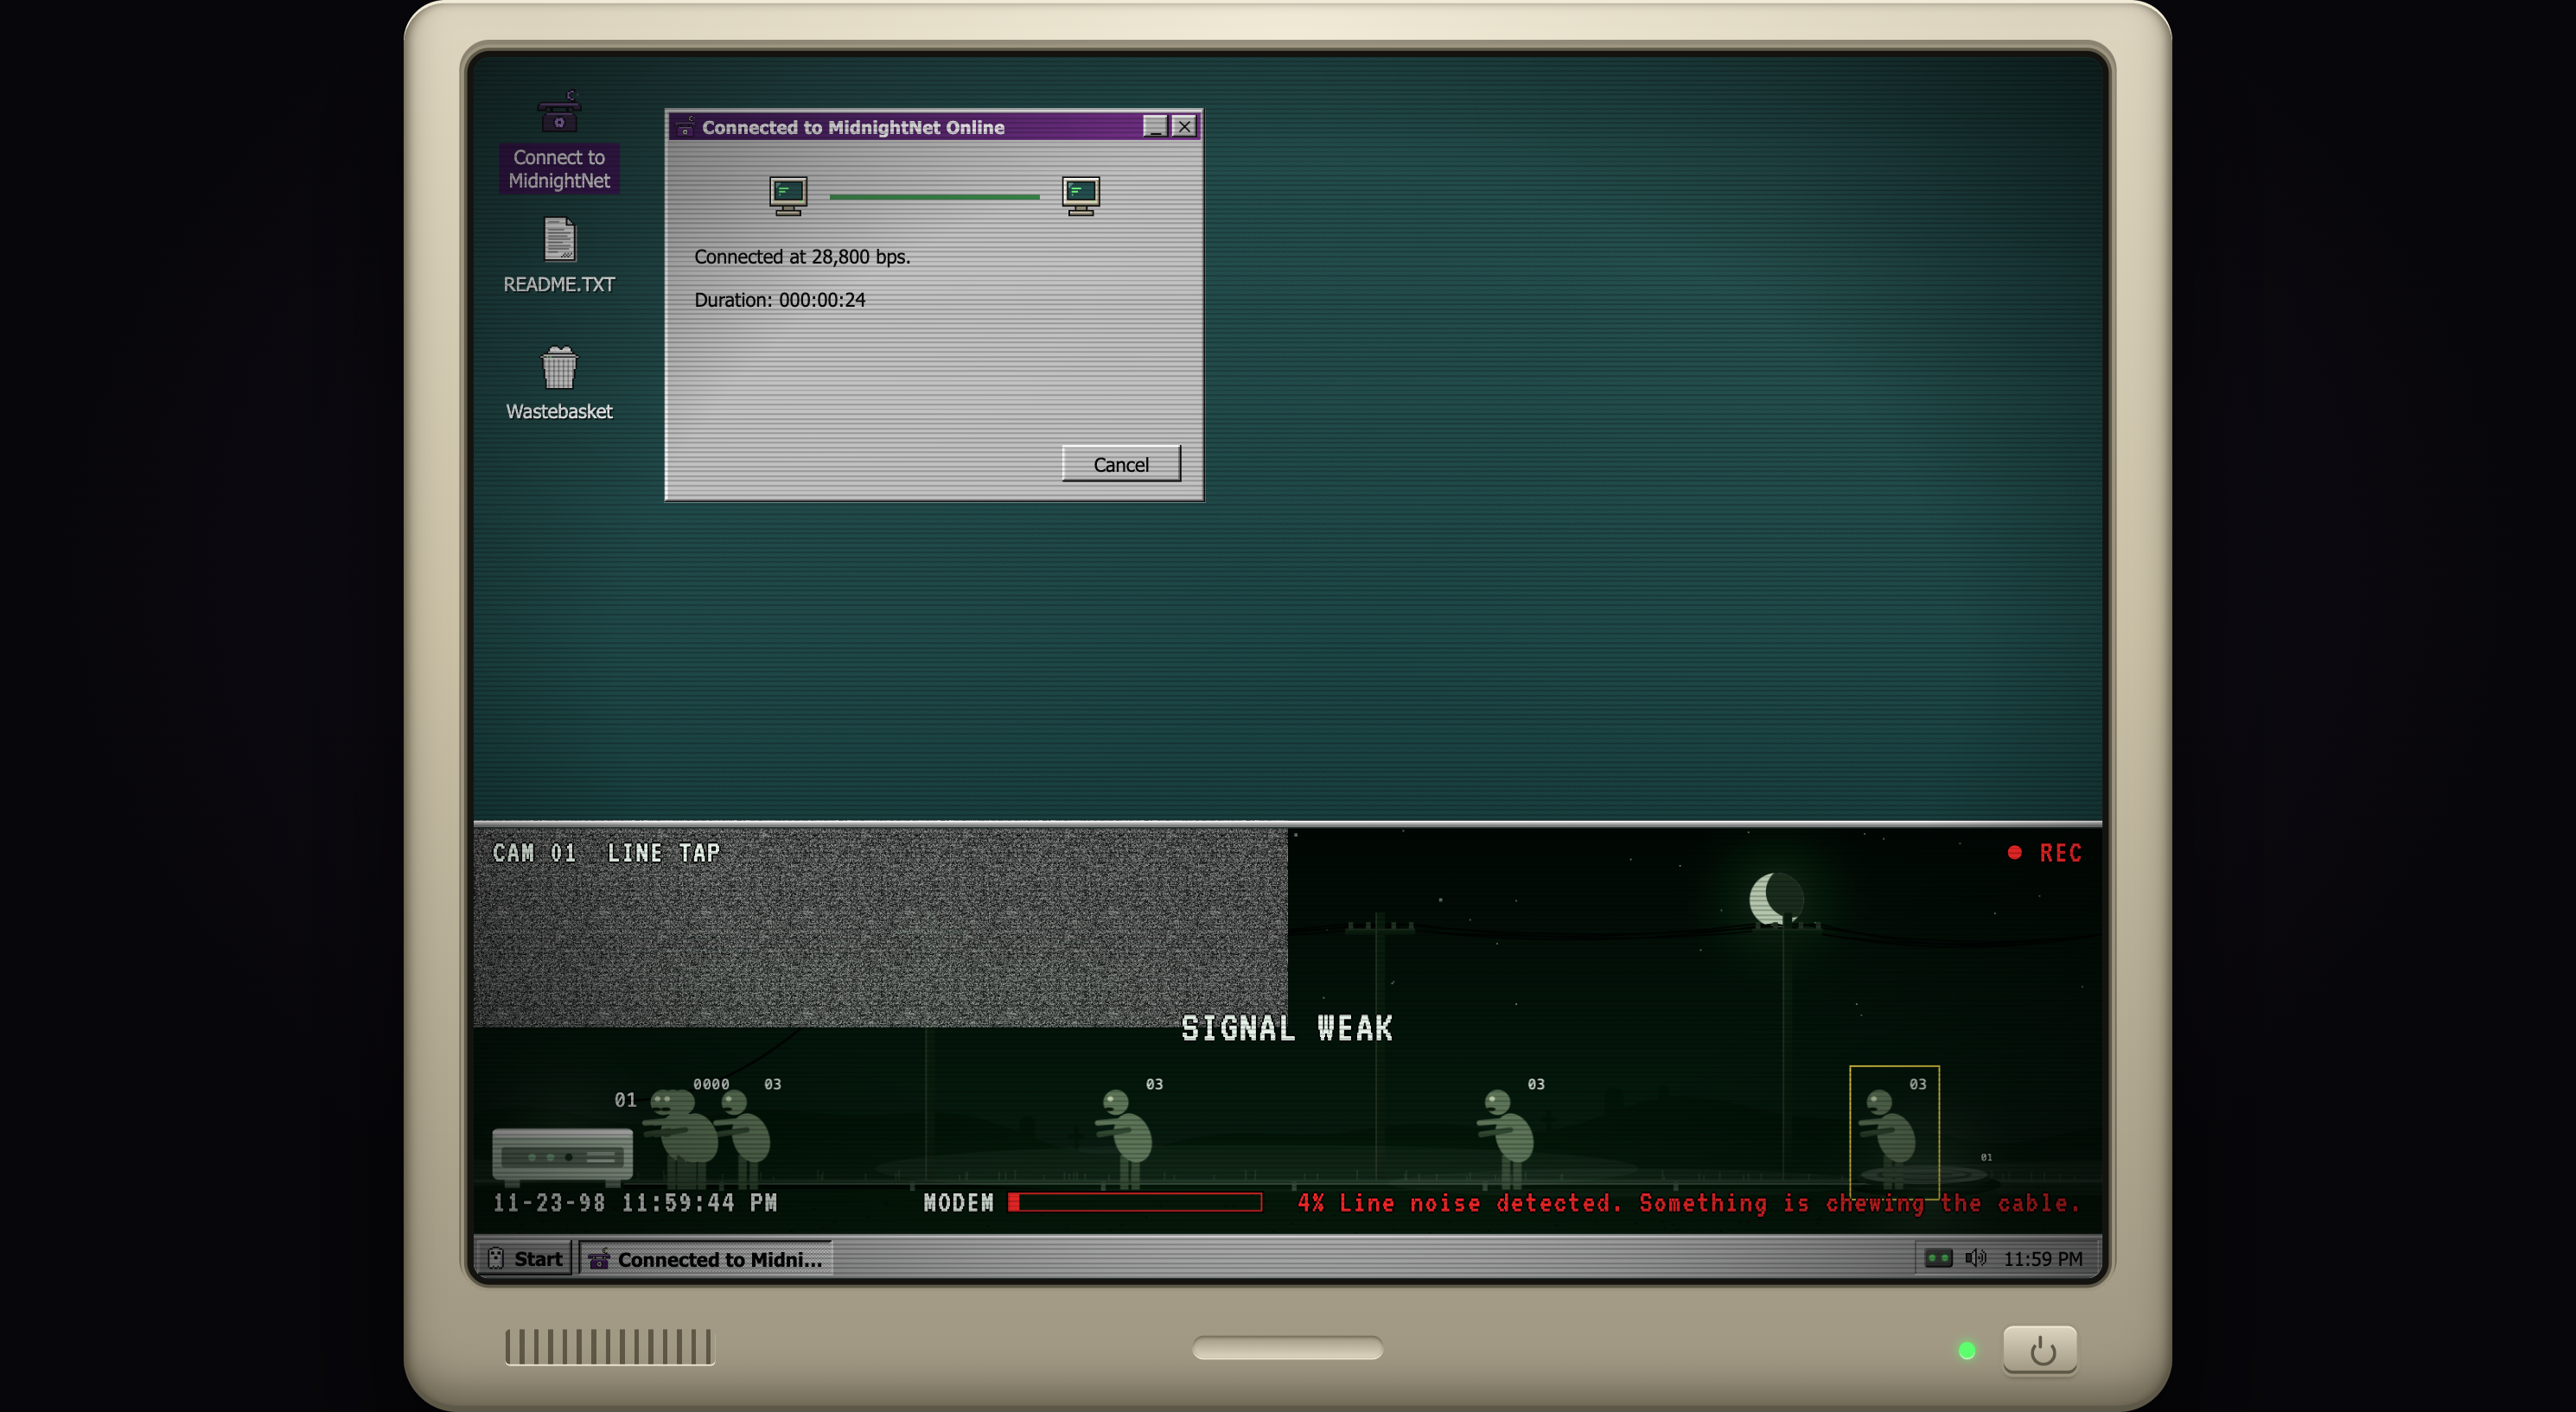 Connect to
MidnightNet
README.TXT
Wastebasket
Connected to MidnightNet Online
Connected at 28,800 bps.
Duration: 000:00:24
Cancel
CAM 01 LINE TAP
REC
SIGNAL WEAK
01
0000
03
03
03
03
01
11-23-98 11:59:44 PM
MODEM
4% Line noise detected. Something is chewing the cable.
Start
Connected to Midni...
11:59 PM